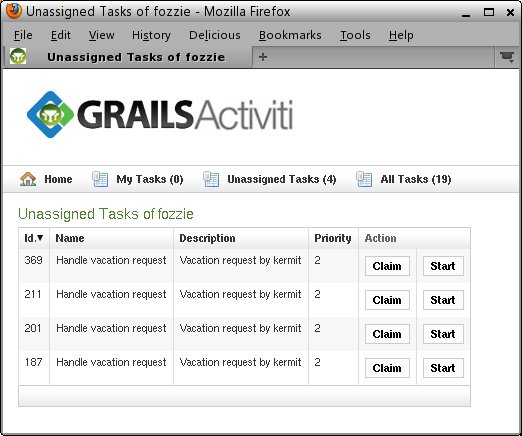 Unassigned Tasks of fozzie - Mozilla Firefox
File Edit View History Delicious Bookmarks Tools Help
Unassigned Tasks of fozzie
GRAILSActiviti
Home My Tasks (0) Unassigned Tasks (4) All Tasks (19)
Unassigned Tasks of fozzie
Id.▼ Name Description Priority Action
369 Handle vacation request Vacation request by kermit 2 Claim Start
211 Handle vacation request Vacation request by kermit 2 Claim Start
201 Handle vacation request Vacation request by kermit 2 Claim Start
187 Handle vacation request Vacation request by kermit 2 Claim Start